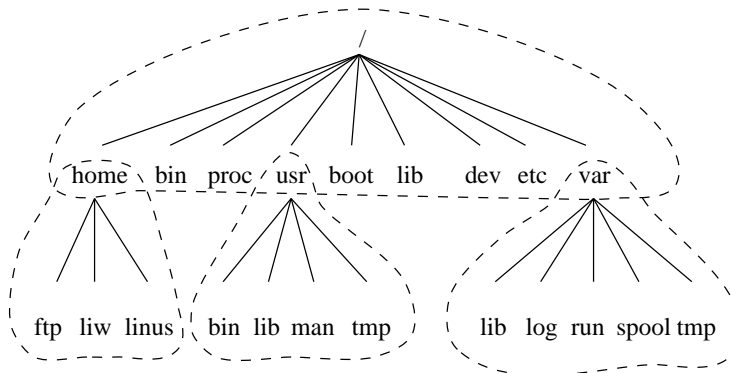 /
home bin proc usr boot lib dev etc var
ftp liw linus bin lib man tmp lib log run spool tmp